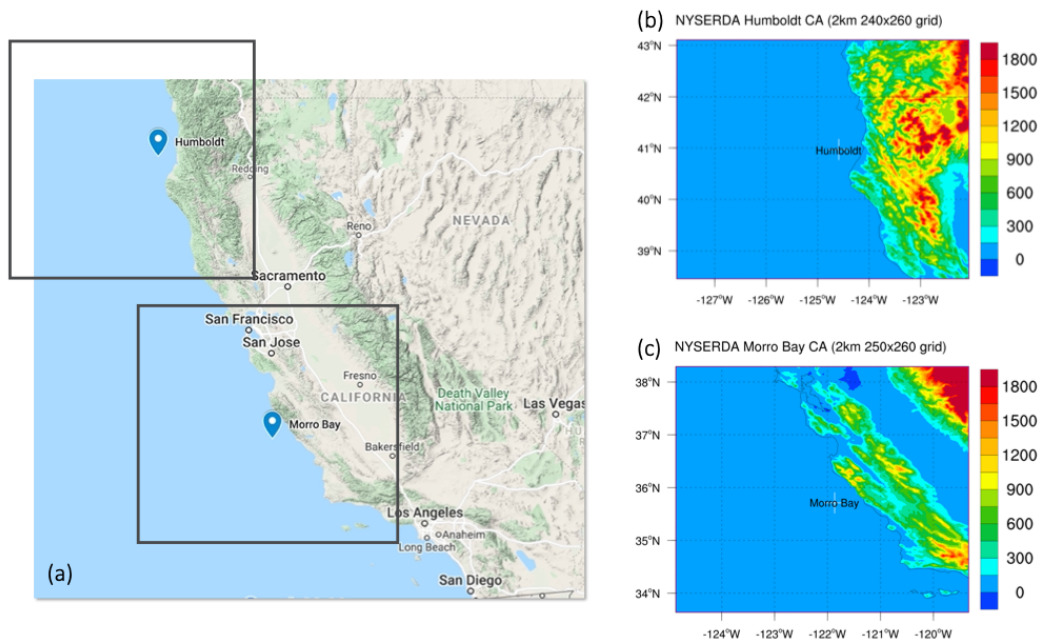 Humboldt
Redding
NEVADA
Reno
Sacramento
San Francisco
San Jose
Fresno
CALIFORNIA
Death Valley
National Park
Las Vegas
Morro Bay
Bakersfield
Los Angeles
Anaheim
Long Beach
San Diego
(a)
(b) NYSERDA Humboldt CA (2km 240x260 grid)
43°N
42°N
41°N
40°N
39°N
Humboldt
-127°W -126°W -125°W -124°W -123°W
1800
1500
1200
900
600
300
0
(c) NYSERDA Morro Bay CA (2km 250x260 grid)
38°N
37°N
36°N
35°N
34°N
Morro Bay
-124°W -123°W -122°W -121°W -120°W
1800
1500
1200
900
600
300
0